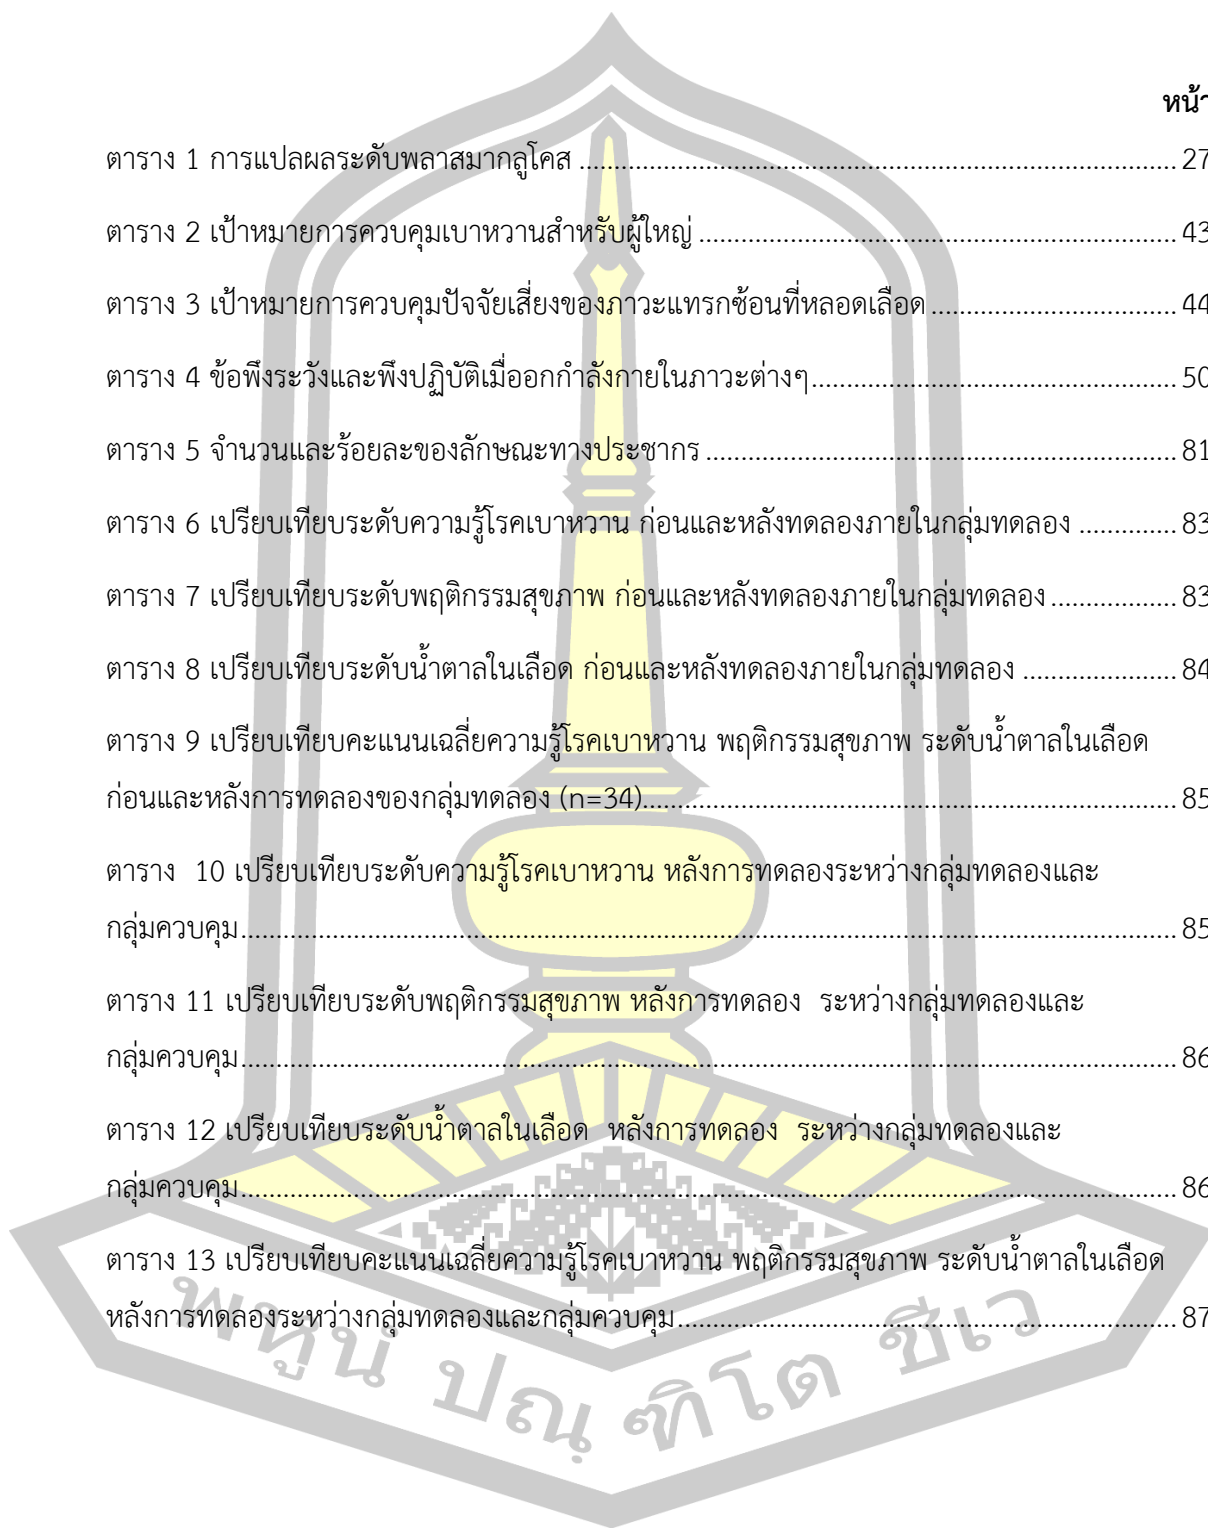 หน้า
ตาราง 1 การแปลผลระดับพลาสมากลูโคส ........................................................................... 27
ตาราง 2 เป้าหมายการควบคุมเบาหวานสำหรับผู้ใหญ่ ............................................................ 43
ตาราง 3 เป้าหมายการควบคุมปัจจัยเสี่ยงของภาวะแทรกซ้อนที่หลอดเลือด ............................... 44
ตาราง 4 ข้อพึงระวังและพึงปฏิบัติเมื่ออกกำลังกายในภาวะต่างๆ.............................................. 50
ตาราง 5 จำนวนและร้อยละของลักษณะทางประชากร ........................................................... 81
ตาราง 6 เปรียบเทียบระดับความรู้โรคเบาหวาน ก่อนและหลังทดลองภายในกลุ่มทดลอง ............ 83
ตาราง 7 เปรียบเทียบระดับพฤติกรรมสุขภาพ ก่อนและหลังทดลองภายในกลุ่มทดลอง ................ 83
ตาราง 8 เปรียบเทียบระดับน้ำตาลในเลือด ก่อนและหลังทดลองภายในกลุ่มทดลอง .................... 84
ตาราง 9 เปรียบเทียบคะแนนเฉลี่ยความรู้โรคเบาหวาน พฤติกรรมสุขภาพ ระดับน้ำตาลในเลือด
ก่อนและหลังการทดลองของกลุ่มทดลอง (n=34)................................................................... 85
ตาราง  10 เปรียบเทียบระดับความรู้โรคเบาหวาน หลังการทดลองระหว่างกลุ่มทดลองและ
กลุ่มควบคุม..................................................................................................................... 85
ตาราง 11 เปรียบเทียบระดับพฤติกรรมสุขภาพ หลังการทดลอง  ระหว่างกลุ่มทดลองและ
กลุ่มควบคุม..................................................................................................................... 86
ตาราง 12 เปรียบเทียบระดับน้ำตาลในเลือด  หลังการทดลอง  ระหว่างกลุ่มทดลองและ
กลุ่มควบคุม..................................................................................................................... 86
ตาราง 13 เปรียบเทียบคะแนนเฉลี่ยความรู้โรคเบาหวาน พฤติกรรมสุขภาพ ระดับน้ำตาลในเลือด
หลังการทดลองระหว่างกลุ่มทดลองและกลุ่มควบคุม............................................................... 87
พหูน ปณฺ ฑิโต ชีเว